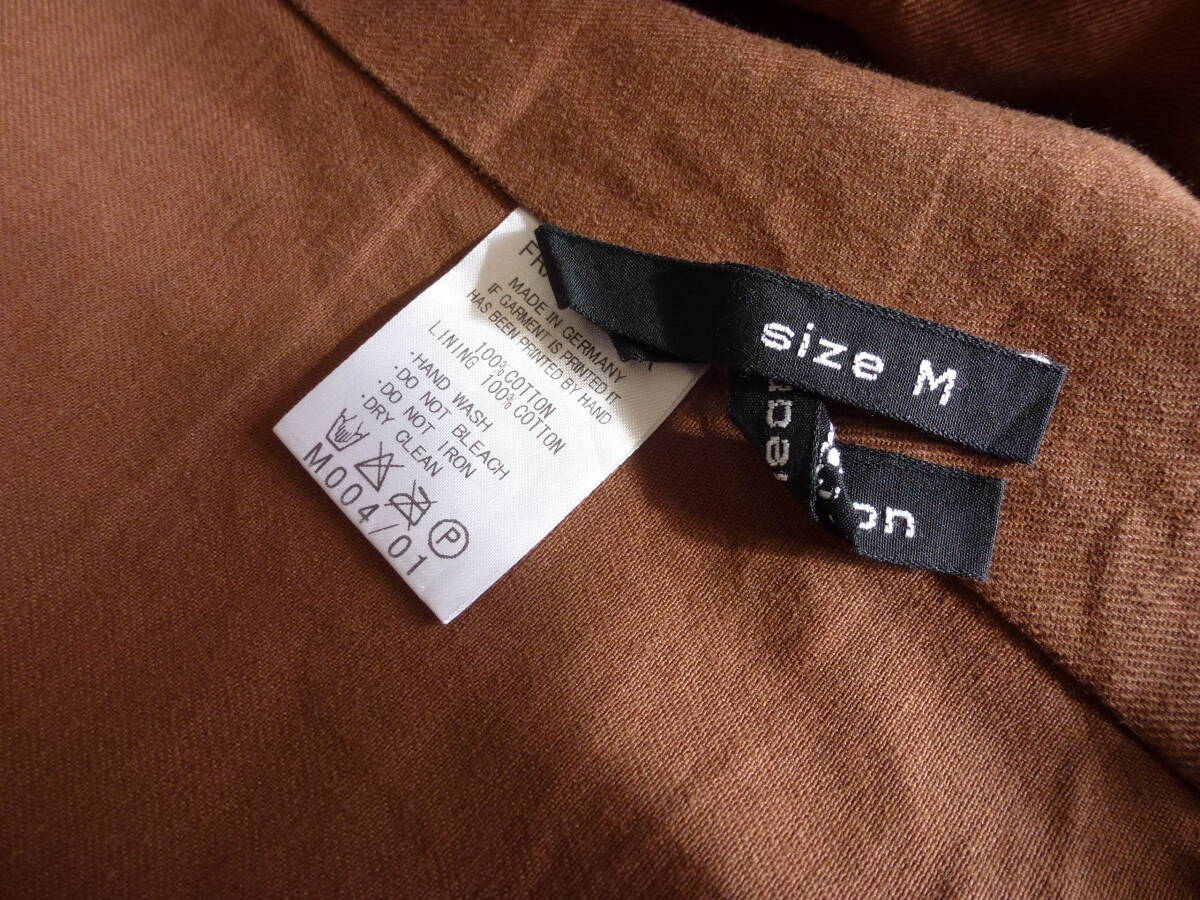 MADE IN GERMANY
IF GARMENT IS PRINTED IT
HAS BEEN PRINTED BY HAND
100% COTTON
LINING 100% COTTON
·HAND WASH
·DO NOT BLEACH
·DO NOT IRON
·DRY CLEAN
P
M004/01
size M